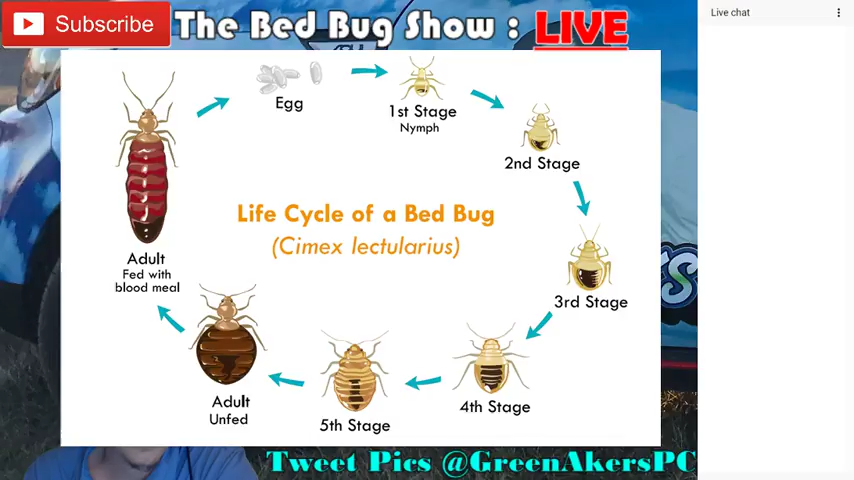 Subscribe
The Bed Bug Show :
LIVE
Live chat
Egg
1st Stage
Nymph
2nd Stage
Life Cycle of a Bed Bug
(Cimex lectularius)
Adult
Fed with
blood meal
3rd Stage
Adult
Unfed
5th Stage
4th Stage
Tweet Pics @GreenAkersPC